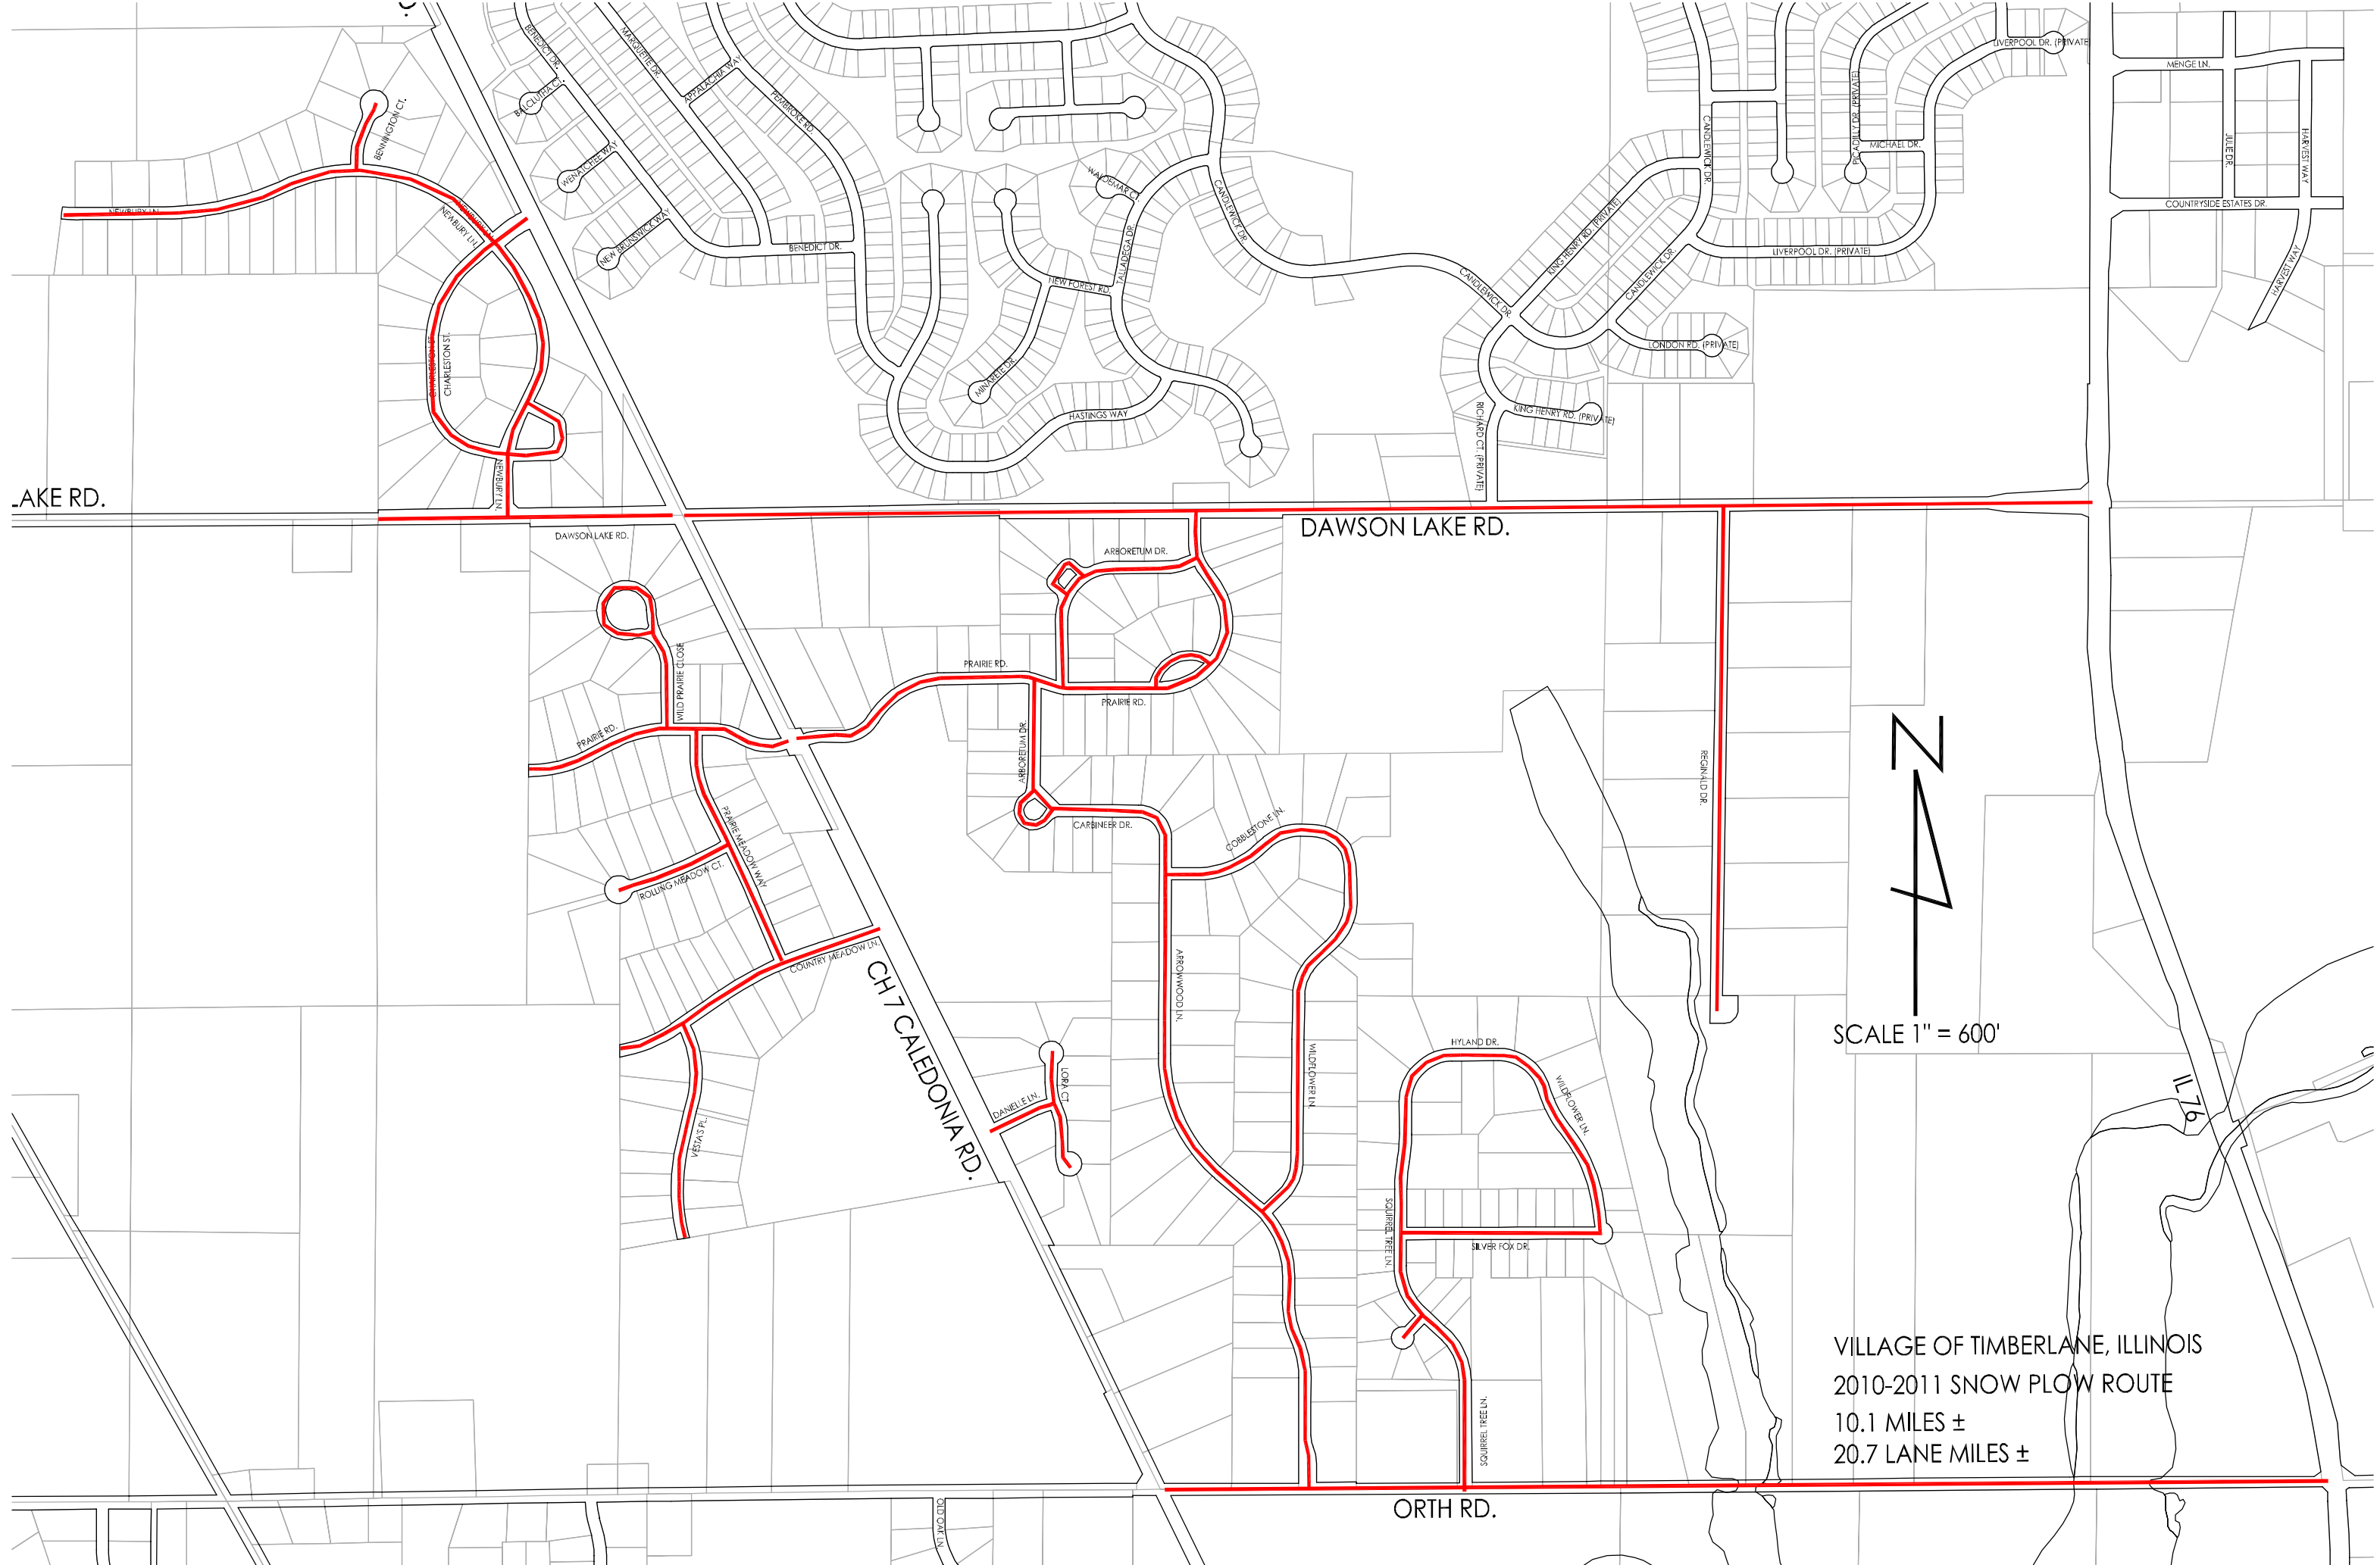 BENEDICT DR.
MARQUETTE DR.
APPALACHIA WAY
PEMBROKE RD.
BALCLUTHA CT.
WENATCHEE WAY
NEW BRUNSWICK WAY
BENEDICT DR.
BENNINGTON CT.
NEWBURY LN.
NEWBURY LN.
CHARLESTON ST.
CHARLESTON ST.
NEWBURY LN.
WALDEMAR CT.
CANDLEWICK DR.
TALLADEGA DR.
NEW FOREST RD.
MINARETE DR.
HASTINGS WAY
CANDLEWICK DR.
CANDLEWICK DR.
KING HENRY RD. (PRIVATE)
CANDLEWICK DR.
PICADILLY DR. (PRIVATE)
MICHAEL DR.
LIVERPOOL DR. (PRIVATE)
LIVERPOOL DR. (PRIVATE)
LONDON RD. (PRIVATE)
KING HENRY RD. (PRIVATE)
RICHARD CT. (PRIVATE)
MENGE LN.
JULIE DR.
HARVEST WAY
COUNTRYSIDE ESTATES DR.
HARVEST WAY
LAKE RD.
DAWSON LAKE RD.
DAWSON LAKE RD.
ARBORETUM DR.
WILD PRAIRIE CLOSE
PRAIRIE RD.
PRAIRIE RD.
PRAIRIE RD.
ARBORETUM DR.
CARBINEER DR.
COBBLESTONE LN.
PRAIRIE MEADOW WAY
ROLLING MEADOW CT.
COUNTRY MEADOW LN.
REGINALD DR.
N
CH 7 CALEDONIA RD.
ARROWWOOD LN.
WILDFLOWER LN.
SCALE 1" = 600'
HYLAND DR.
WILDFLOWER LN.
LORA CT
DANIELLE LN.
VESTA'S PL.
IL 76
SQUIRREL TREE LN.
SILVER FOX DR.
VILLAGE OF TIMBERLANE, ILLINOIS
2010-2011 SNOW PLOW ROUTE
10.1 MILES ±
20.7 LANE MILES ±
SQUIRREL TREE LN.
OLD OAK LN
ORTH RD.